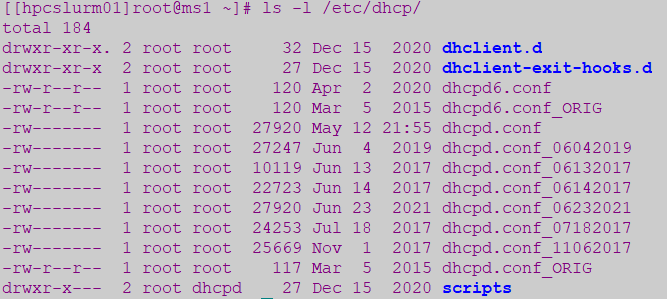 [[hpcslurm01]root@ms1 ~]# ls -l /etc/dhcp/
total 184
drwxr-xr-x. 2 root root     32 Dec 15  2020 dhclient.d
drwxr-xr-x  2 root root     27 Dec 15  2020 dhclient-exit-hooks.d
-rw-r--r--  1 root root    120 Apr  2  2020 dhcpd6.conf
-rw-r--r--  1 root root    120 Mar  5  2015 dhcpd6.conf_ORIG
-rw-------  1 root root  27920 May 12 21:55 dhcpd.conf
-rw-------  1 root root  27247 Jun  4  2019 dhcpd.conf_06042019
-rw-------  1 root root  10119 Jun 13  2017 dhcpd.conf_06132017
-rw-------  1 root root  22723 Jun 14  2017 dhcpd.conf_06142017
-rw-------  1 root root  27920 Jun 23  2021 dhcpd.conf_06232021
-rw-------  1 root root  24253 Jul 18  2017 dhcpd.conf_07182017
-rw-------  1 root root  25669 Nov  1  2017 dhcpd.conf_11062017
-rw-r--r--  1 root root    117 Mar  5  2015 dhcpd.conf_ORIG
drwxr-x---  2 root dhcpd    27 Dec 15  2020 scripts